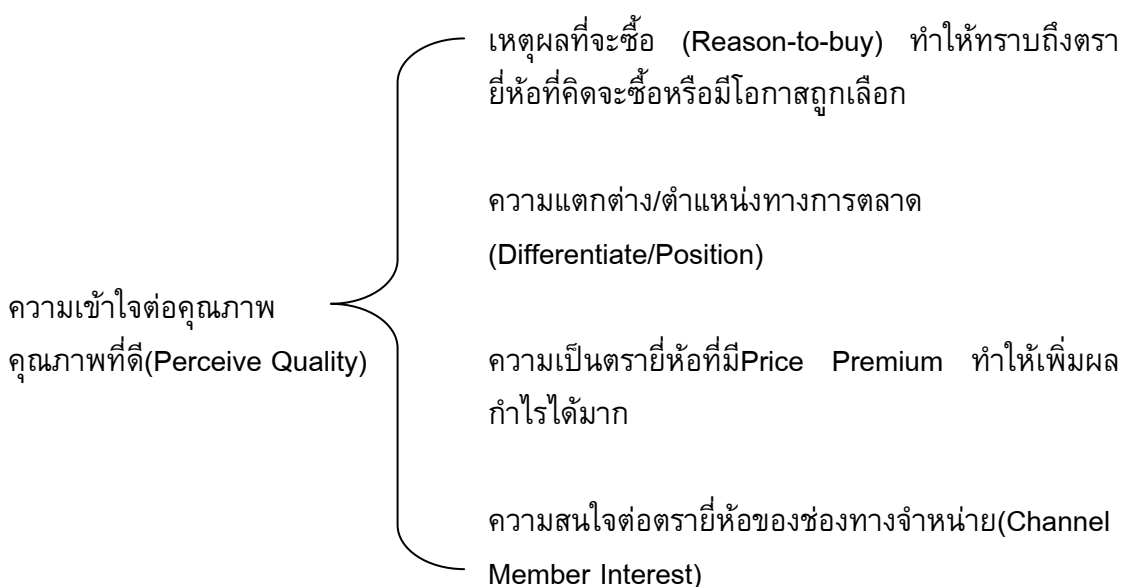 เหตุผลที่จะซื้อ (Reason-to-buy) ทำให้ทราบถึงตรา
ยี่ห้อที่คิดจะซื้อหรือมีโอกาสถูกเลือก
ความแตกต่าง/ตำแหน่งทางการตลาด
(Differentiate/Position)
ความเข้าใจต่อคุณภาพ
คุณภาพที่ดี(Perceive Quality)
ความเป็นตรายี่ห้อที่มีPrice Premium ทำให้เพิ่มผล
กำไรได้มาก
ความสนใจต่อตรายี่ห้อของช่องทางจำหน่าย(Channel
Member Interest)